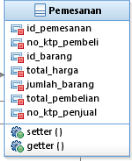 Pemesanan
id_pemesanan
no_ktp_pembeli
id_barang
total_harga
jumlah_barang
total_pembelian
no_ktp_penjual
setter ()
getter ()